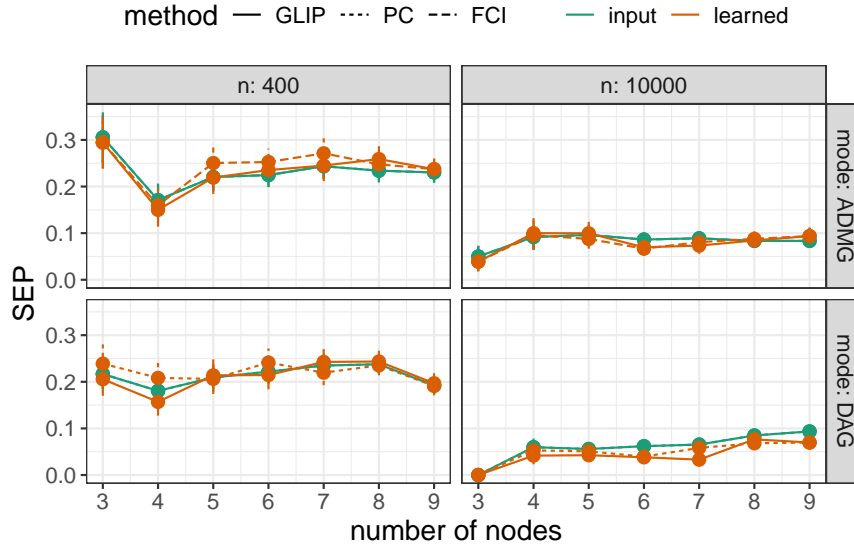 method GLIP PC FCI input learned
n: 400 n: 10000
SEP
0.3
0.2
0.1
0.0
mode: ADMG
0.3
0.2
0.1
0.0
mode: DAG
3 4 5 6 7 8 9 3 4 5 6 7 8 9
number of nodes